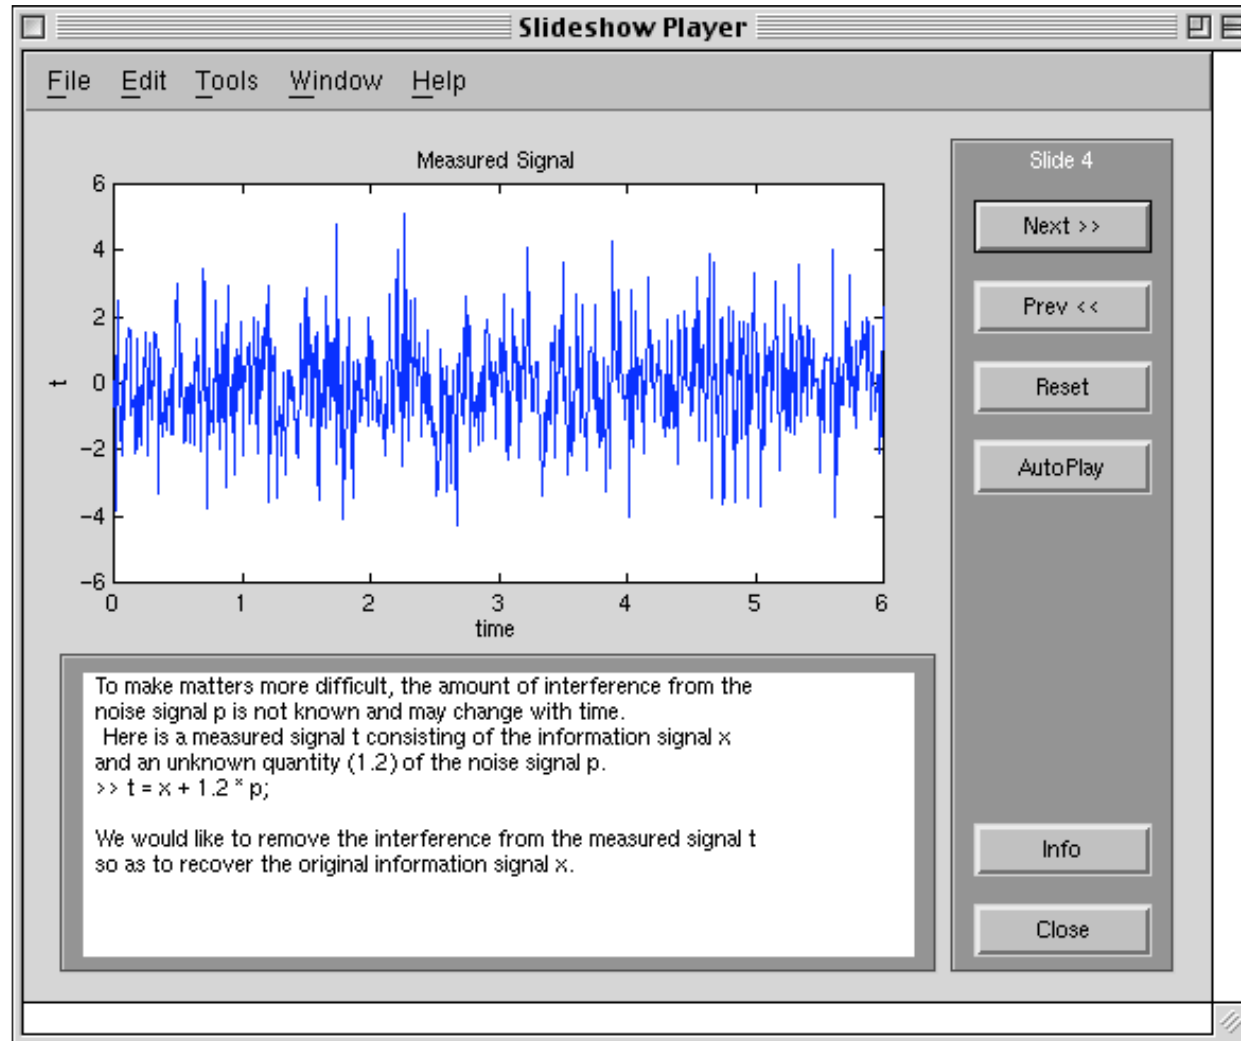 Slideshow Player
File Edit Tools Window Help
Measured Signal
6
4
2
0
−2
−4
−6
t
0 1 2 3 4 5 6
time
To make matters more difficult, the amount of interference from the
noise signal p is not known and may change with time.
Here is a measured signal t consisting of the information signal x
and an unknown quantity (1.2) of the noise signal p.
>> t = x + 1.2 * p;
We would like to remove the interference from the measured signal t
so as to recover the original information signal x.
Slide 4
Next >>
Prev <<
Reset
AutoPlay
Info
Close